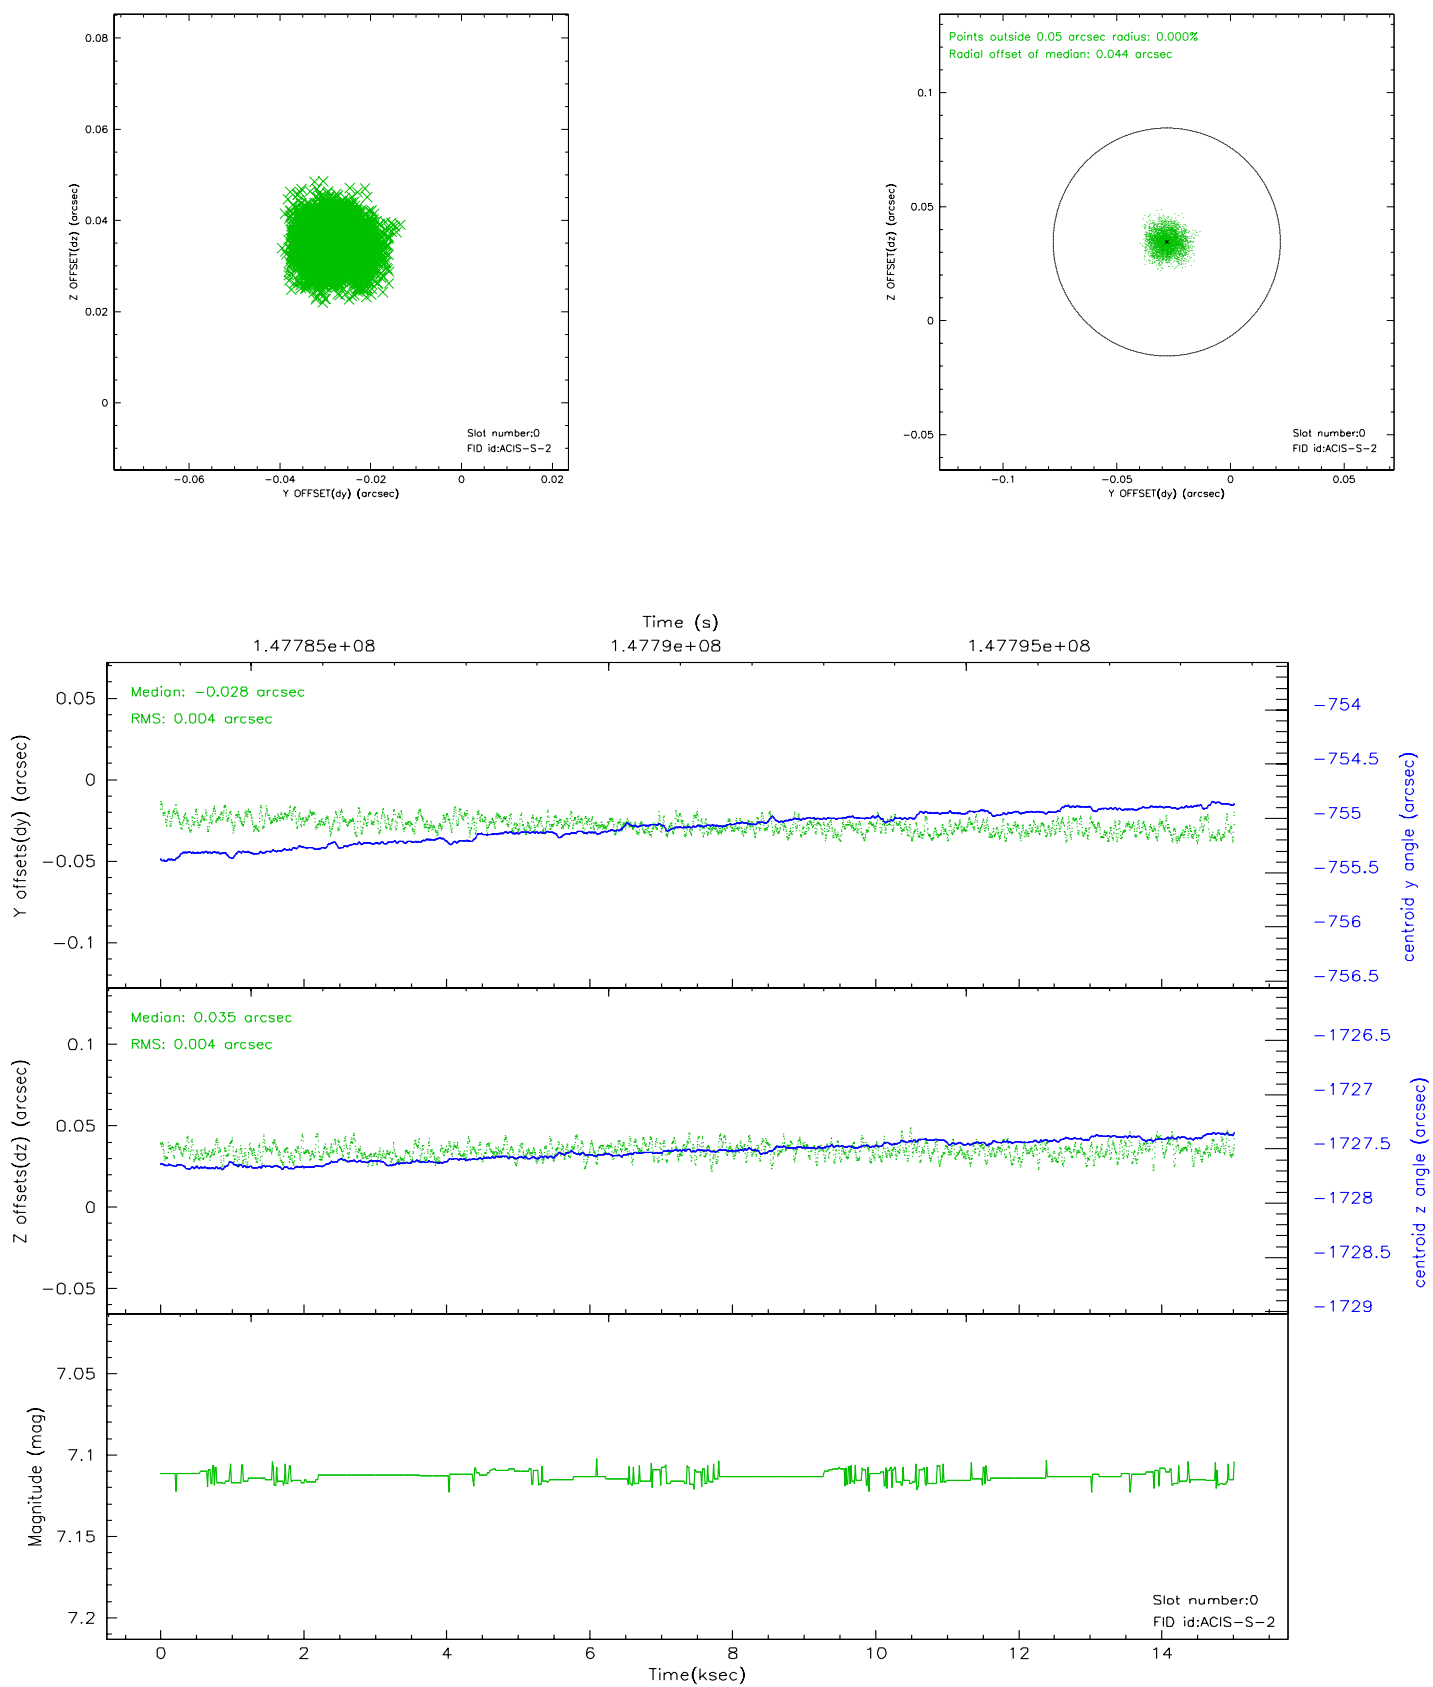 0.08
0.06
0.04
0.02
0
Z OFFSET(dz) (arcsec)
Slot number:0
FID id:ACIS-S-2
-0.06 -0.04 -0.02 0 0.02
Y OFFSET(dy) (arcsec)
Points outside 0.05 arcsec radius: 0.000%
Radial offset of median: 0.044 arcsec
0.1
0.05
0
-0.05
Z OFFSET(dz) (arcsec)
Slot number:0
FID id:ACIS-S-2
-0.1 -0.05 0 0.05
Y OFFSET(dy) (arcsec)
Time (s)
1.47785e+08 1.4779e+08 1.47795e+08
Median: -0.028 arcsec
RMS: 0.004 arcsec
0.05
0
-0.05
-0.1
Y offsets(dy) (arcsec)
-754
-754.5
-755
-755.5
-756
-756.5
centroid y angle (arcsec)
Median: 0.035 arcsec
RMS: 0.004 arcsec
0.1
0.05
0
-0.05
Z offsets(dz) (arcsec)
-1726.5
-1727
-1727.5
-1728
-1728.5
-1729
centroid z angle (arcsec)
7.05
7.1
7.15
7.2
Magnitude (mag)
Slot number:0
FID id:ACIS-S-2
0 2 4 6 8 10 12 14
Time(ksec)